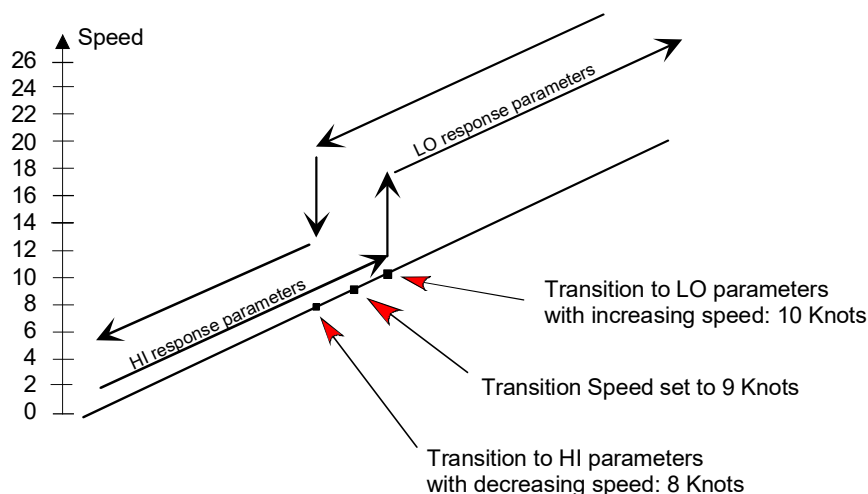 Speed
26
24
22
20
18
16
14
12
10
8
6
4
2
0
LO response parameters
HI response parameters
Transition to LO parameters
with increasing speed: 10 Knots
Transition Speed set to 9 Knots
Transition to HI parameters
with decreasing speed: 8 Knots